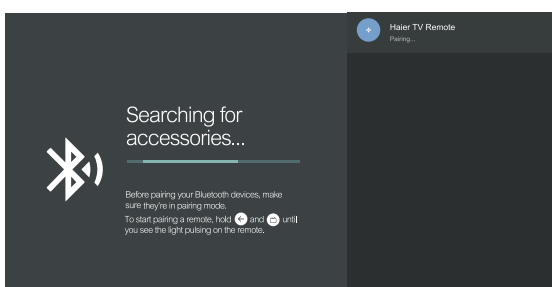 Searching for
accessories...
Before pairing your Bluetooth devices, make
sure they're in pairing mode.
To start pairing a remote, hold and until
you see the light pulsing on the remote.
Haier TV Remote
Pairing...